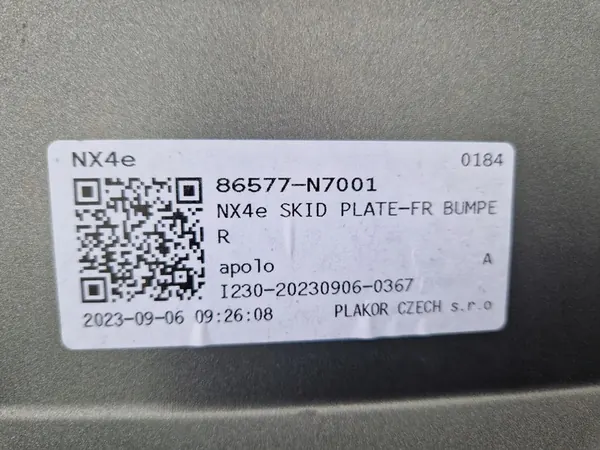 NX4e 0184
86577-N7001
NX4e SKID PLATE-FR BUMPE
R
apolo A
I230-20230906-0367
2023-09-06 09:26:08 PLAKOR CZECH s.r.o